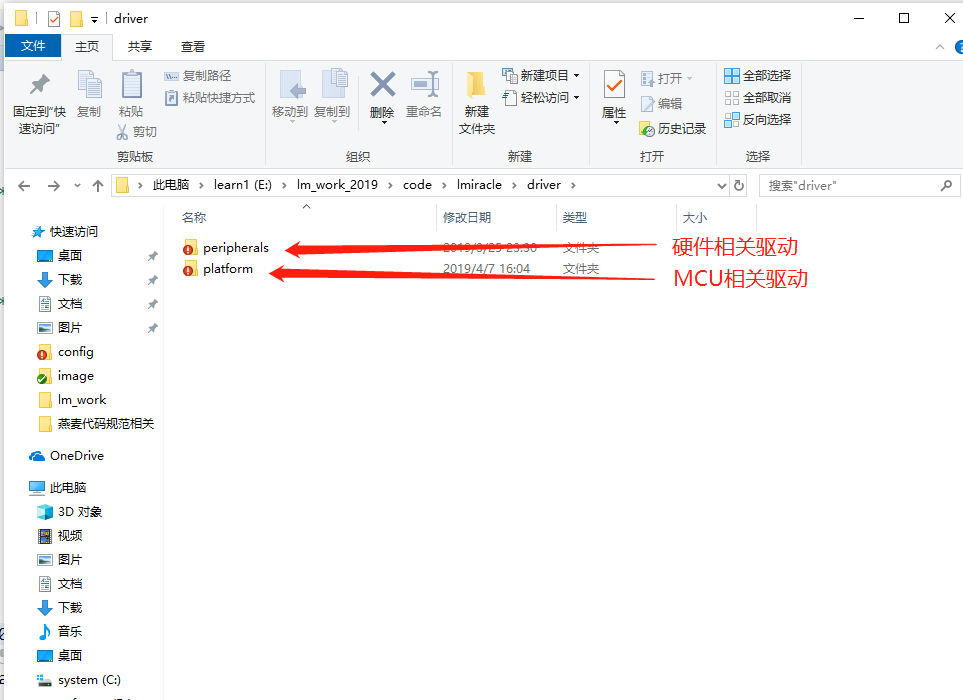 driver
文件 主页 共享 查看
固定到"快速访问"
复制
粘贴
复制路径
粘贴快捷方式
剪切
剪贴板
移动到
复制到
删除
重命名
组织
新建文件夹
新建项目
轻松访问
新建
属性
打开
编辑
历史记录
打开
全部选择
全部取消
反向选择
选择
此电脑 › learn1 (E:) › lm_work_2019 › code › lmiracle › driver ›
搜索"driver"
名称 修改日期 类型 大小
peripherals 文件夹 硬件相关驱动
platform 2019/4/7 16:04 文件夹 MCU相关驱动
快速访问
桌面
下载
文档
图片
config
image
lm_work
燕麦代码规范相关
OneDrive
此电脑
3D 对象
视频
图片
文档
下载
音乐
桌面
system (C:)